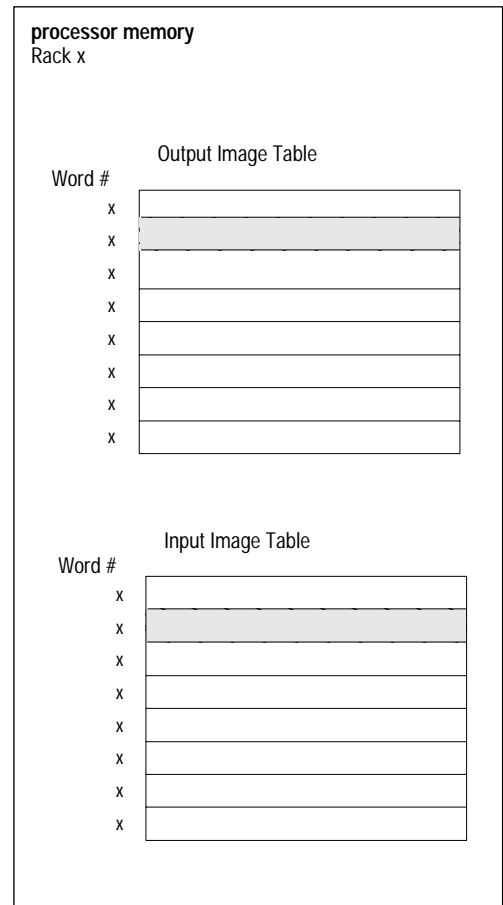 processor memory
Rack x
Output Image Table
Word #
x
x
x
x
x
x
x
x
Input Image Table
Word #
x
x
x
x
x
x
x
x